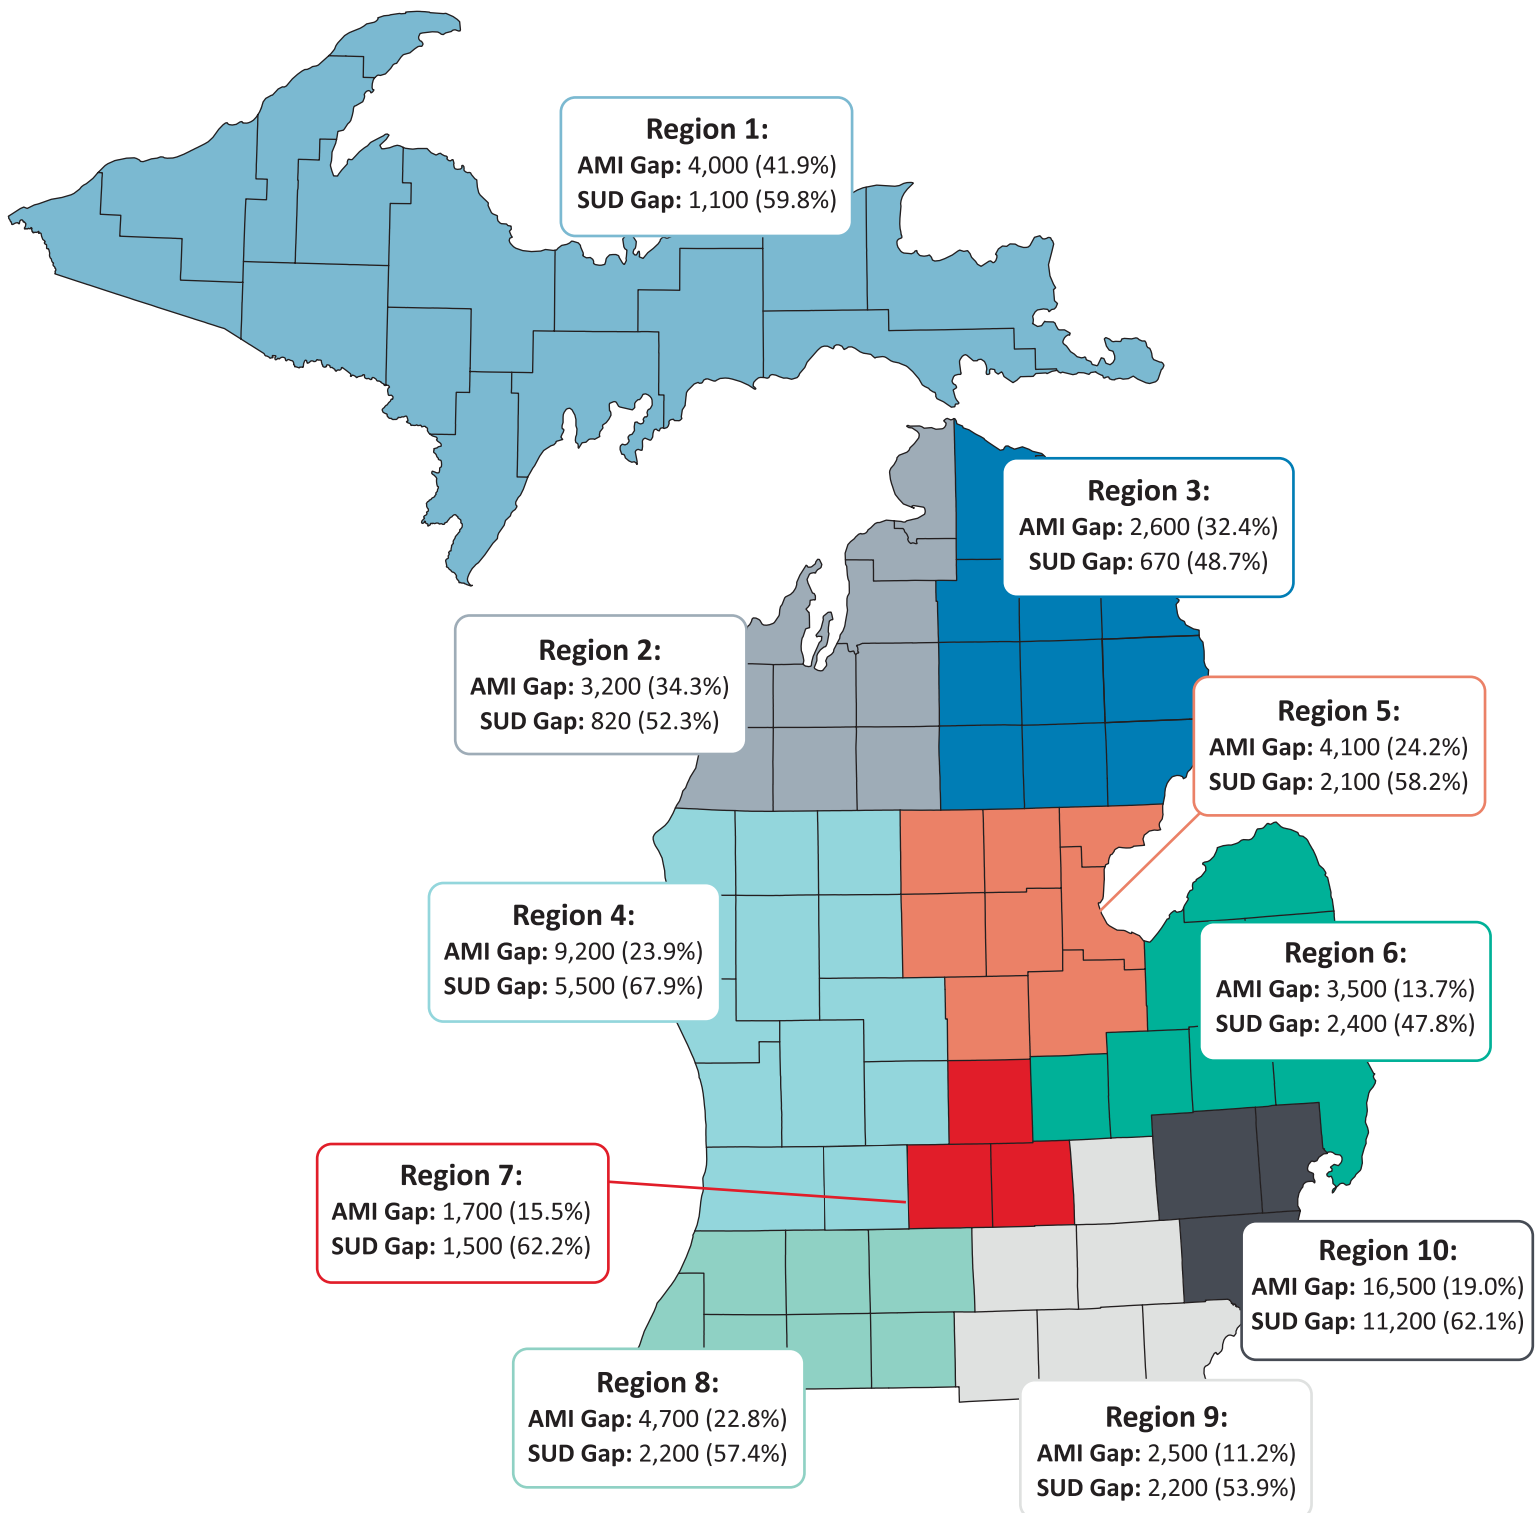 Region 1:
AMI Gap: 4,000 (41.9%)
SUD Gap: 1,100 (59.8%)
Region 3:
AMI Gap: 2,600 (32.4%)
SUD Gap: 670 (48.7%)
Region 2:
AMI Gap: 3,200 (34.3%)
SUD Gap: 820 (52.3%)
Region 5:
AMI Gap: 4,100 (24.2%)
SUD Gap: 2,100 (58.2%)
Region 4:
AMI Gap: 9,200 (23.9%)
SUD Gap: 5,500 (67.9%)
Region 6:
AMI Gap: 3,500 (13.7%)
SUD Gap: 2,400 (47.8%)
Region 7:
AMI Gap: 1,700 (15.5%)
SUD Gap: 1,500 (62.2%)
Region 10:
AMI Gap: 16,500 (19.0%)
SUD Gap: 11,200 (62.1%)
Region 8:
AMI Gap: 4,700 (22.8%)
SUD Gap: 2,200 (57.4%)
Region 9:
AMI Gap: 2,500 (11.2%)
SUD Gap: 2,200 (53.9%)